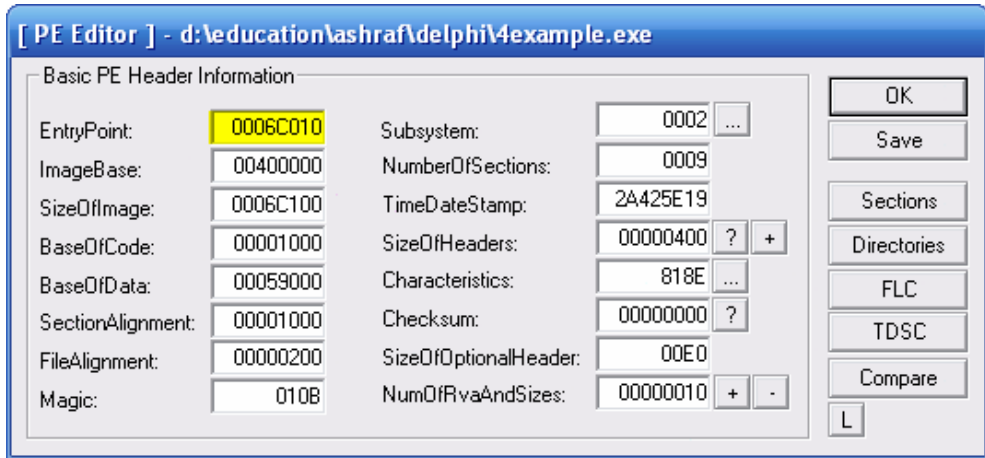 [ PE Editor ] - d:\education\ashraf\delphi\4example.exe
Basic PE Header Information
EntryPoint: 0006C010
ImageBase: 00400000
SizeOfImage: 0006C100
BaseOfCode: 00001000
BaseOfData: 00059000
SectionAlignment: 00001000
FileAlignment: 00000200
Magic: 010B
Subsystem: 0002 ...
NumberOfSections: 0009
TimeDateStamp: 2A425E19
SizeOfHeaders: 00000400 ? +
Characteristics: 818E ...
Checksum: 00000000 ?
SizeOfOptionalHeader: 00E0
NumOfRvaAndSizes: 00000010 + -
OK
Save
Sections
Directories
FLC
TDSC
Compare
L